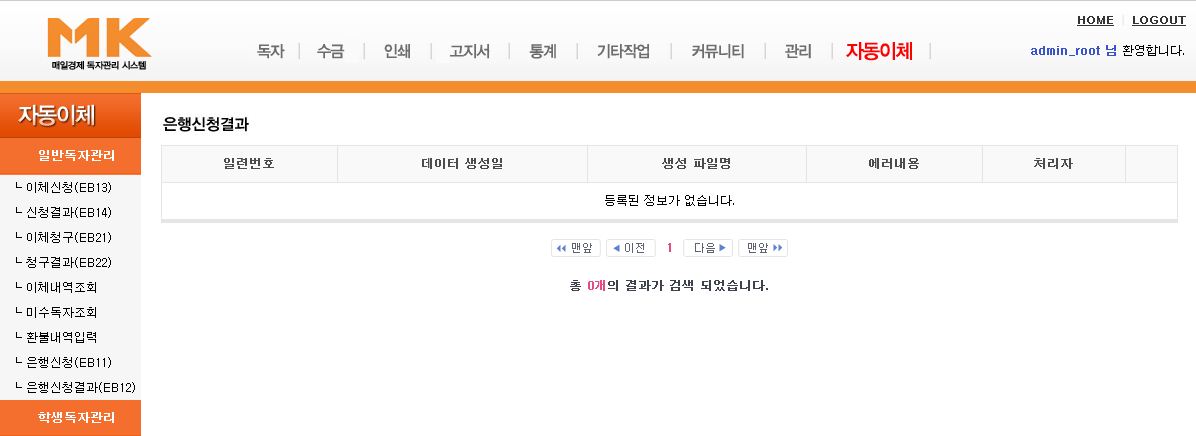 HOME LOGOUT
MK
매일경제 독자관리 시스템
독자 수금 인쇄 고지서 통계 기타작업 커뮤니티 관리 자동이체
admin_root 님 환영합니다.
자동이체
일반독자관리
└ 이체신청(EB13)
└ 신청결과(EB14)
└ 이체청구(EB21)
└ 청구결과(EB22)
└ 이체내역조회
└ 미수독자조회
└ 환불내역입력
└ 은행신청(EB11)
└ 은행신청결과(EB12)
학생독자관리
은행신청결과
일련번호 데이터 생성일 생성 파일명 에러내용 처리자
등록된 정보가 없습니다.
맨앞 이전 1 다음 맨앞
총 0개의 결과가 검색 되었습니다.